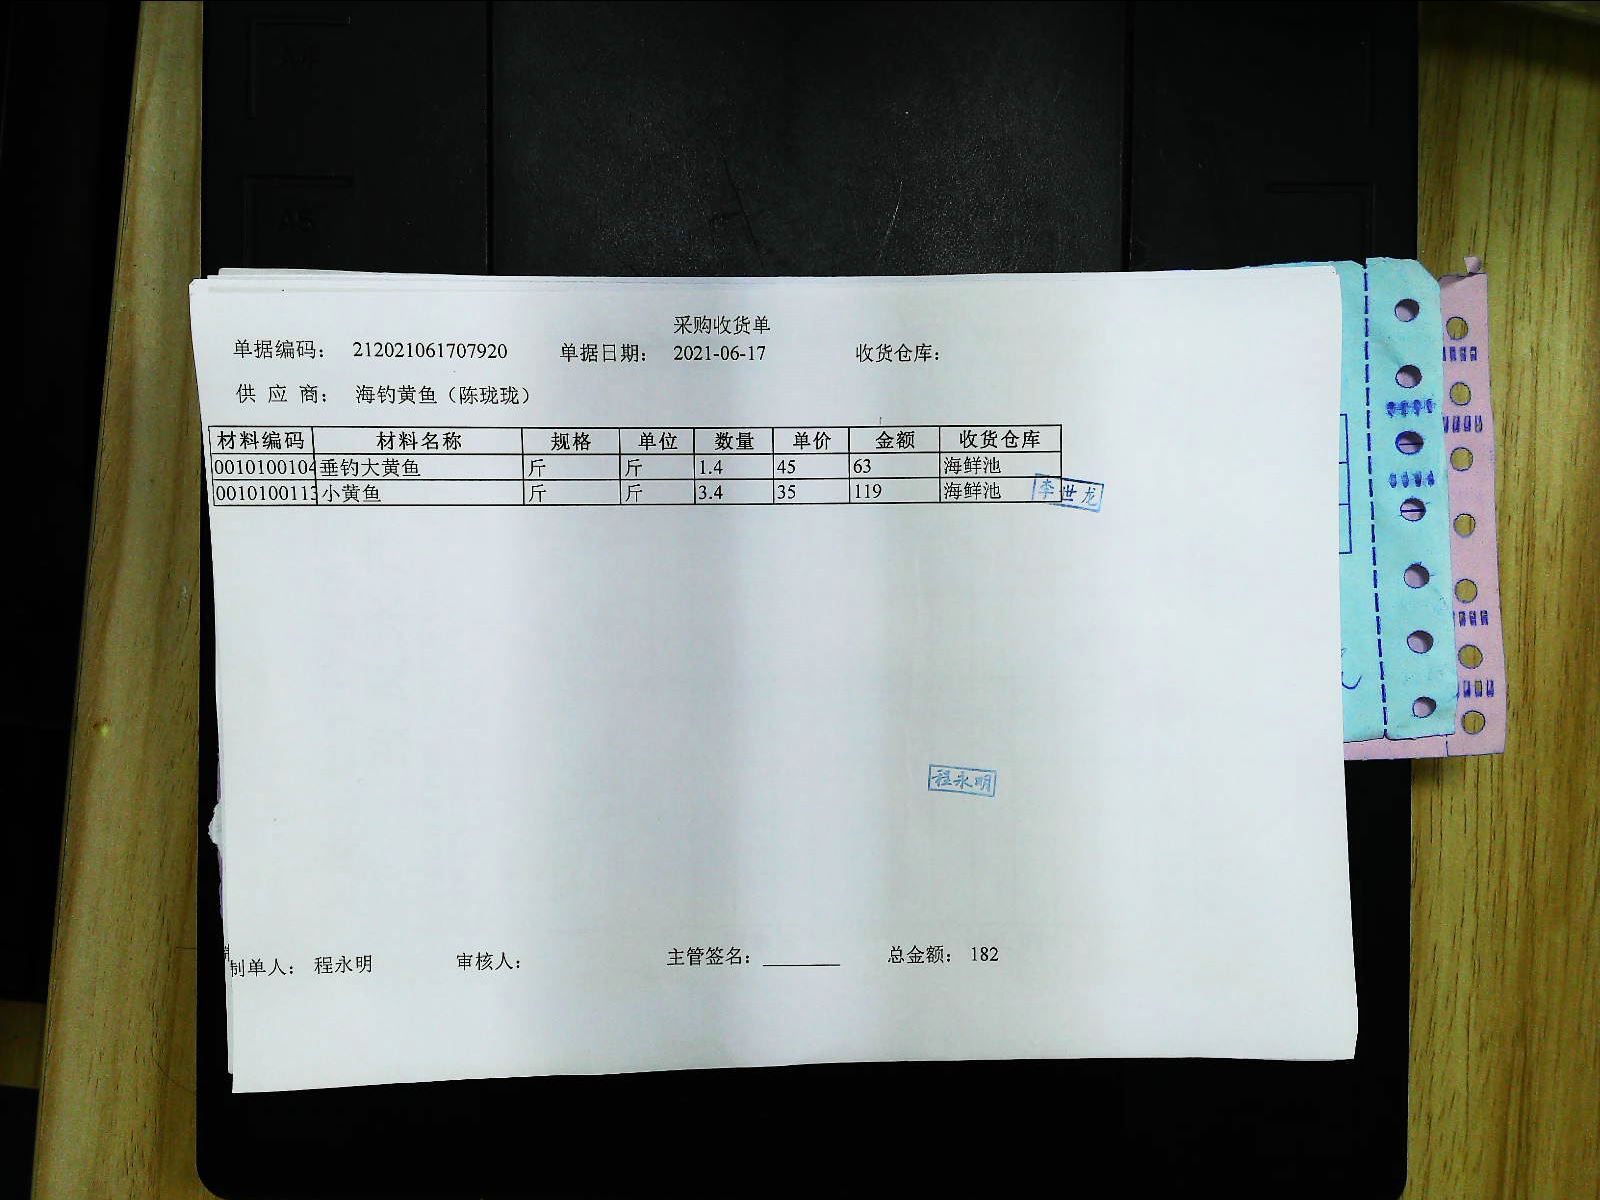 采购收货单
单据编码： 212021061707920 单据日期： 2021-06-17 收货仓库：
供 应 商： 海钓黄鱼（陈珑珑）
材料编码 材料名称 规格 单位 数量 单价 金额 收货仓库
0010100104 垂钓大黄鱼 斤 斤 1.4 45 63 海鲜池
0010100113 小黄鱼 斤 斤 3.4 35 119 海鲜池
李世龙
程永明
制单人： 程永明 审核人： 主管签名： 总金额： 182